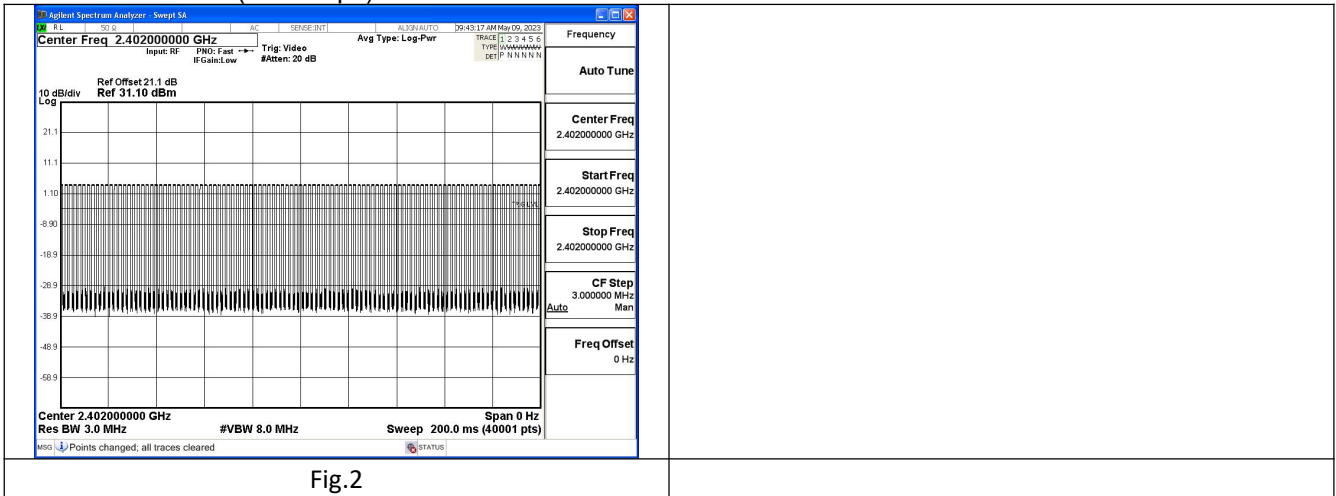 Agilent Spectrum Analyzer - Swept SA
RL 50 Ω AC SENSE:INT ALIGNAUTO 09:43:17 AM May 09, 2023
Center Freq 2.402000000 GHz
Input: RF PNO: Fast Trig: Video Avg Type: Log-Pwr TRACE 1 2 3 4 5 6
IFGain:Low #Atten: 20 dB TYPE
DET P N N N N N
Ref Offset 21.1 dB
10 dB/div Ref 31.10 dBm
Log
21.1
11.1
1.10
TRIG LVL
-8.90
-18.9
-28.9
-38.9
-48.9
-58.9
Center 2.402000000 GHz Span 0 Hz
Res BW 3.0 MHz #VBW 8.0 MHz Sweep 200.0 ms (40001 pts)
MSG Points changed; all traces cleared STATUS
Frequency
Auto Tune
Center Freq
2.402000000 GHz
Start Freq
2.402000000 GHz
Stop Freq
2.402000000 GHz
CF Step
3.000000 MHz
Auto Man
Freq Offset
0 Hz
Fig.2